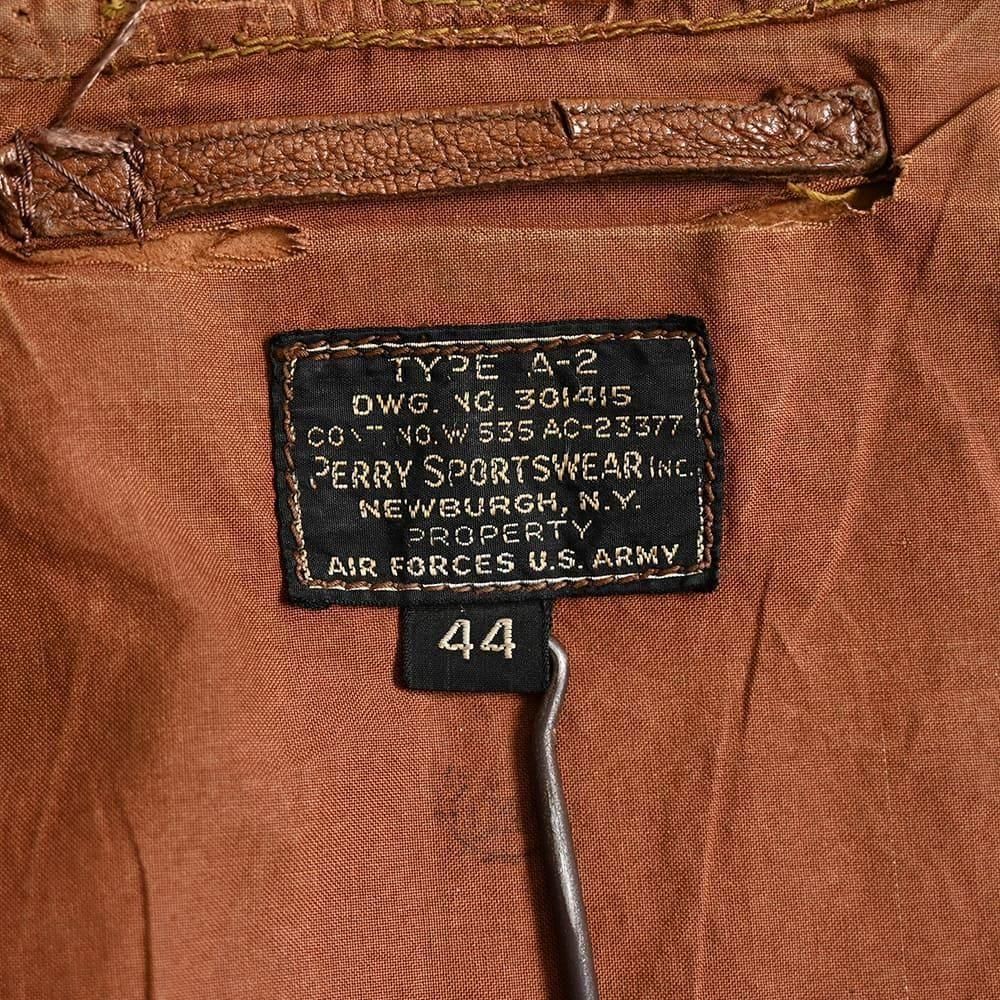 TYPE A-2
DWG. NO. 301415
CONT. NO. W 535 AC-23377
PERRY SPORTSWEAR INC.
NEWBURGH, N.Y.
PROPERTY
AIR FORCES U.S. ARMY
44